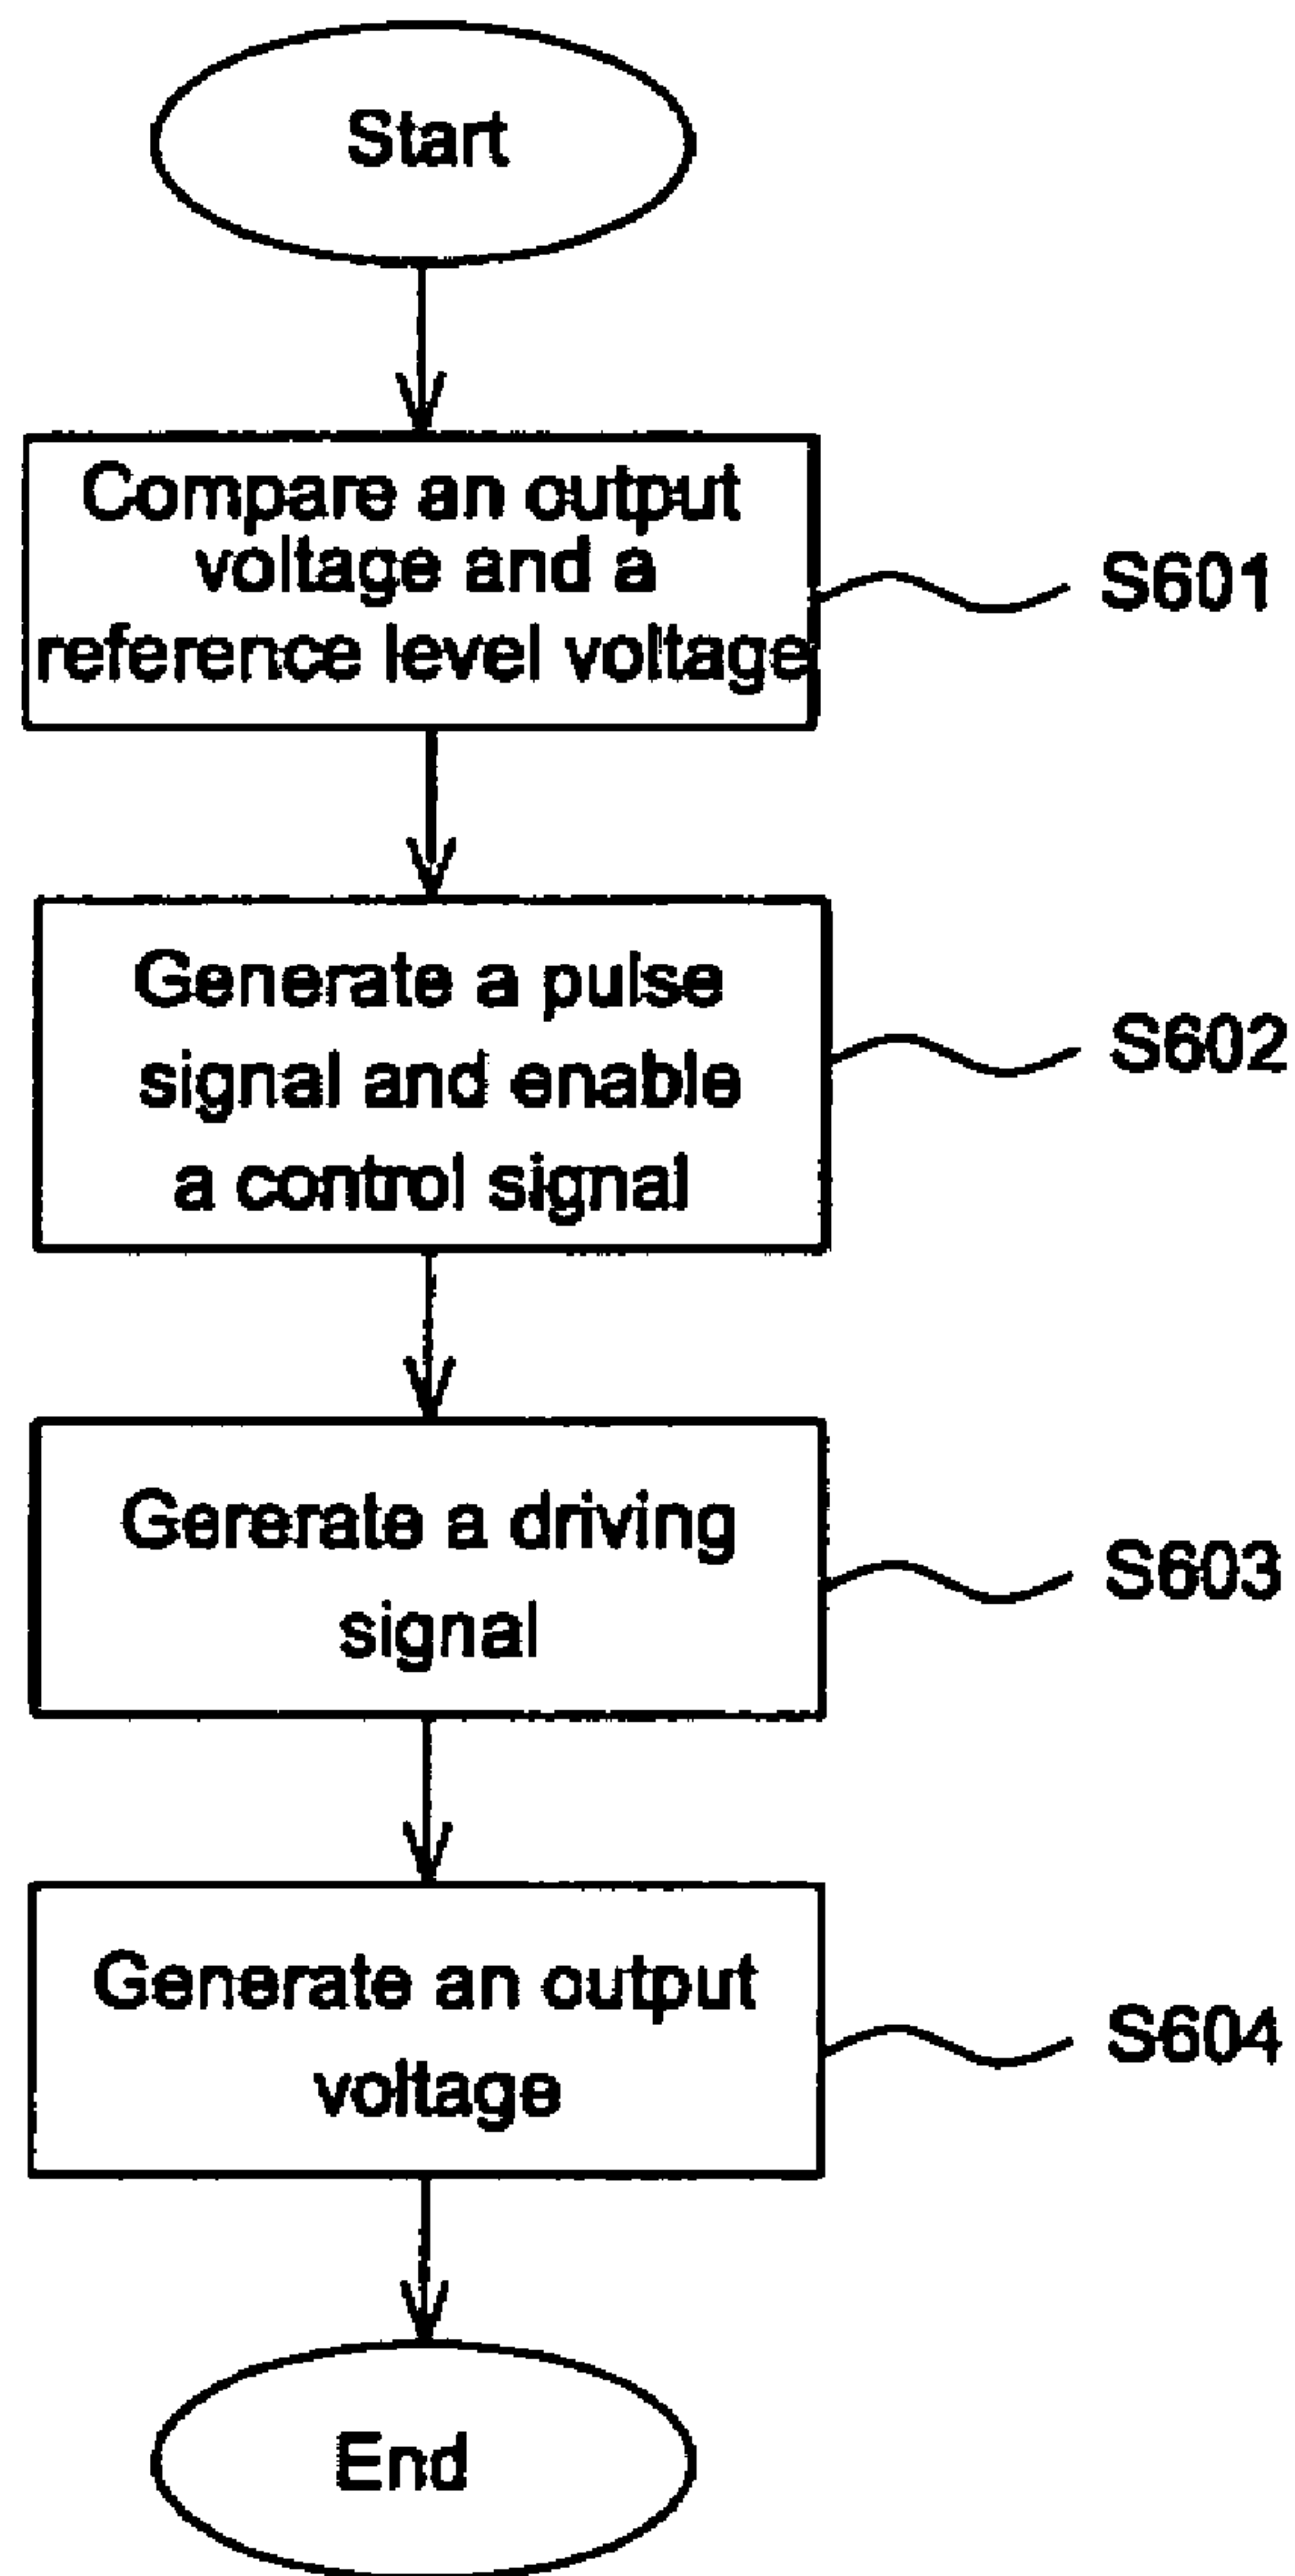 Start
Compare an output
voltage and a
reference level voltage
S601
Generate a pulse
signal and enable
a control signal
S602
Gererate a driving
signal
S603
Generate an output
voltage
S604
End